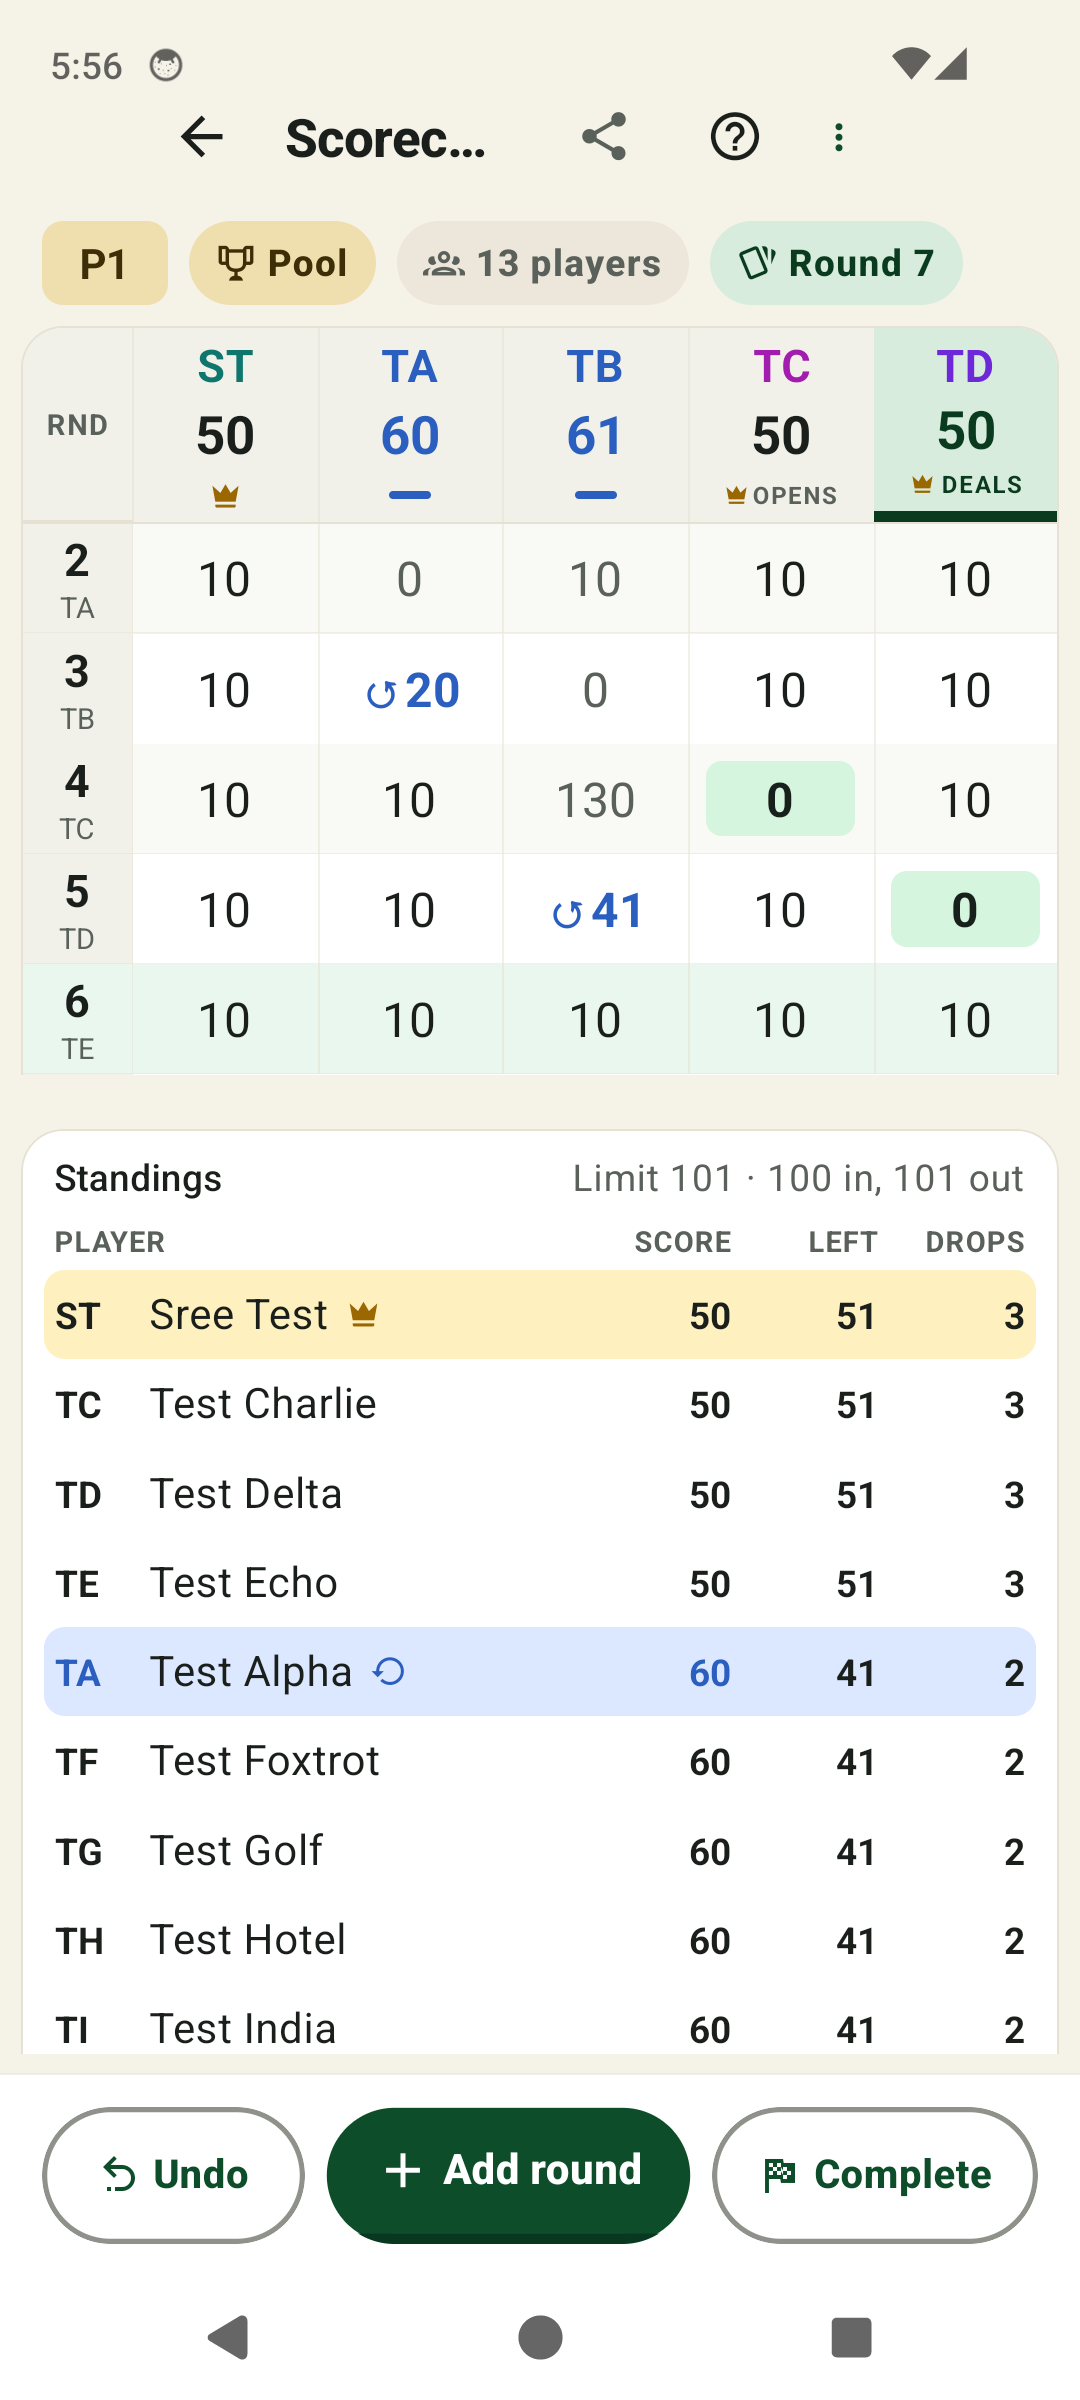 5:56
Scorec...
P1 Pool 13 players Round 7
RND ST TA TB TC TD
50 60 61 50 50
OPENS DEALS
2 10 0 10 10 10
TA
3 10 20 0 10 10
TB
4 10 10 130 0 10
TC
5 10 10 41 10 0
TD
6 10 10 10 10 10
TE
Standings Limit 101 · 100 in, 101 out
PLAYER SCORE LEFT DROPS
ST Sree Test 50 51 3
TC Test Charlie 50 51 3
TD Test Delta 50 51 3
TE Test Echo 50 51 3
TA Test Alpha 60 41 2
TF Test Foxtrot 60 41 2
TG Test Golf 60 41 2
TH Test Hotel 60 41 2
TI Test India 60 41 2
Undo Add round Complete